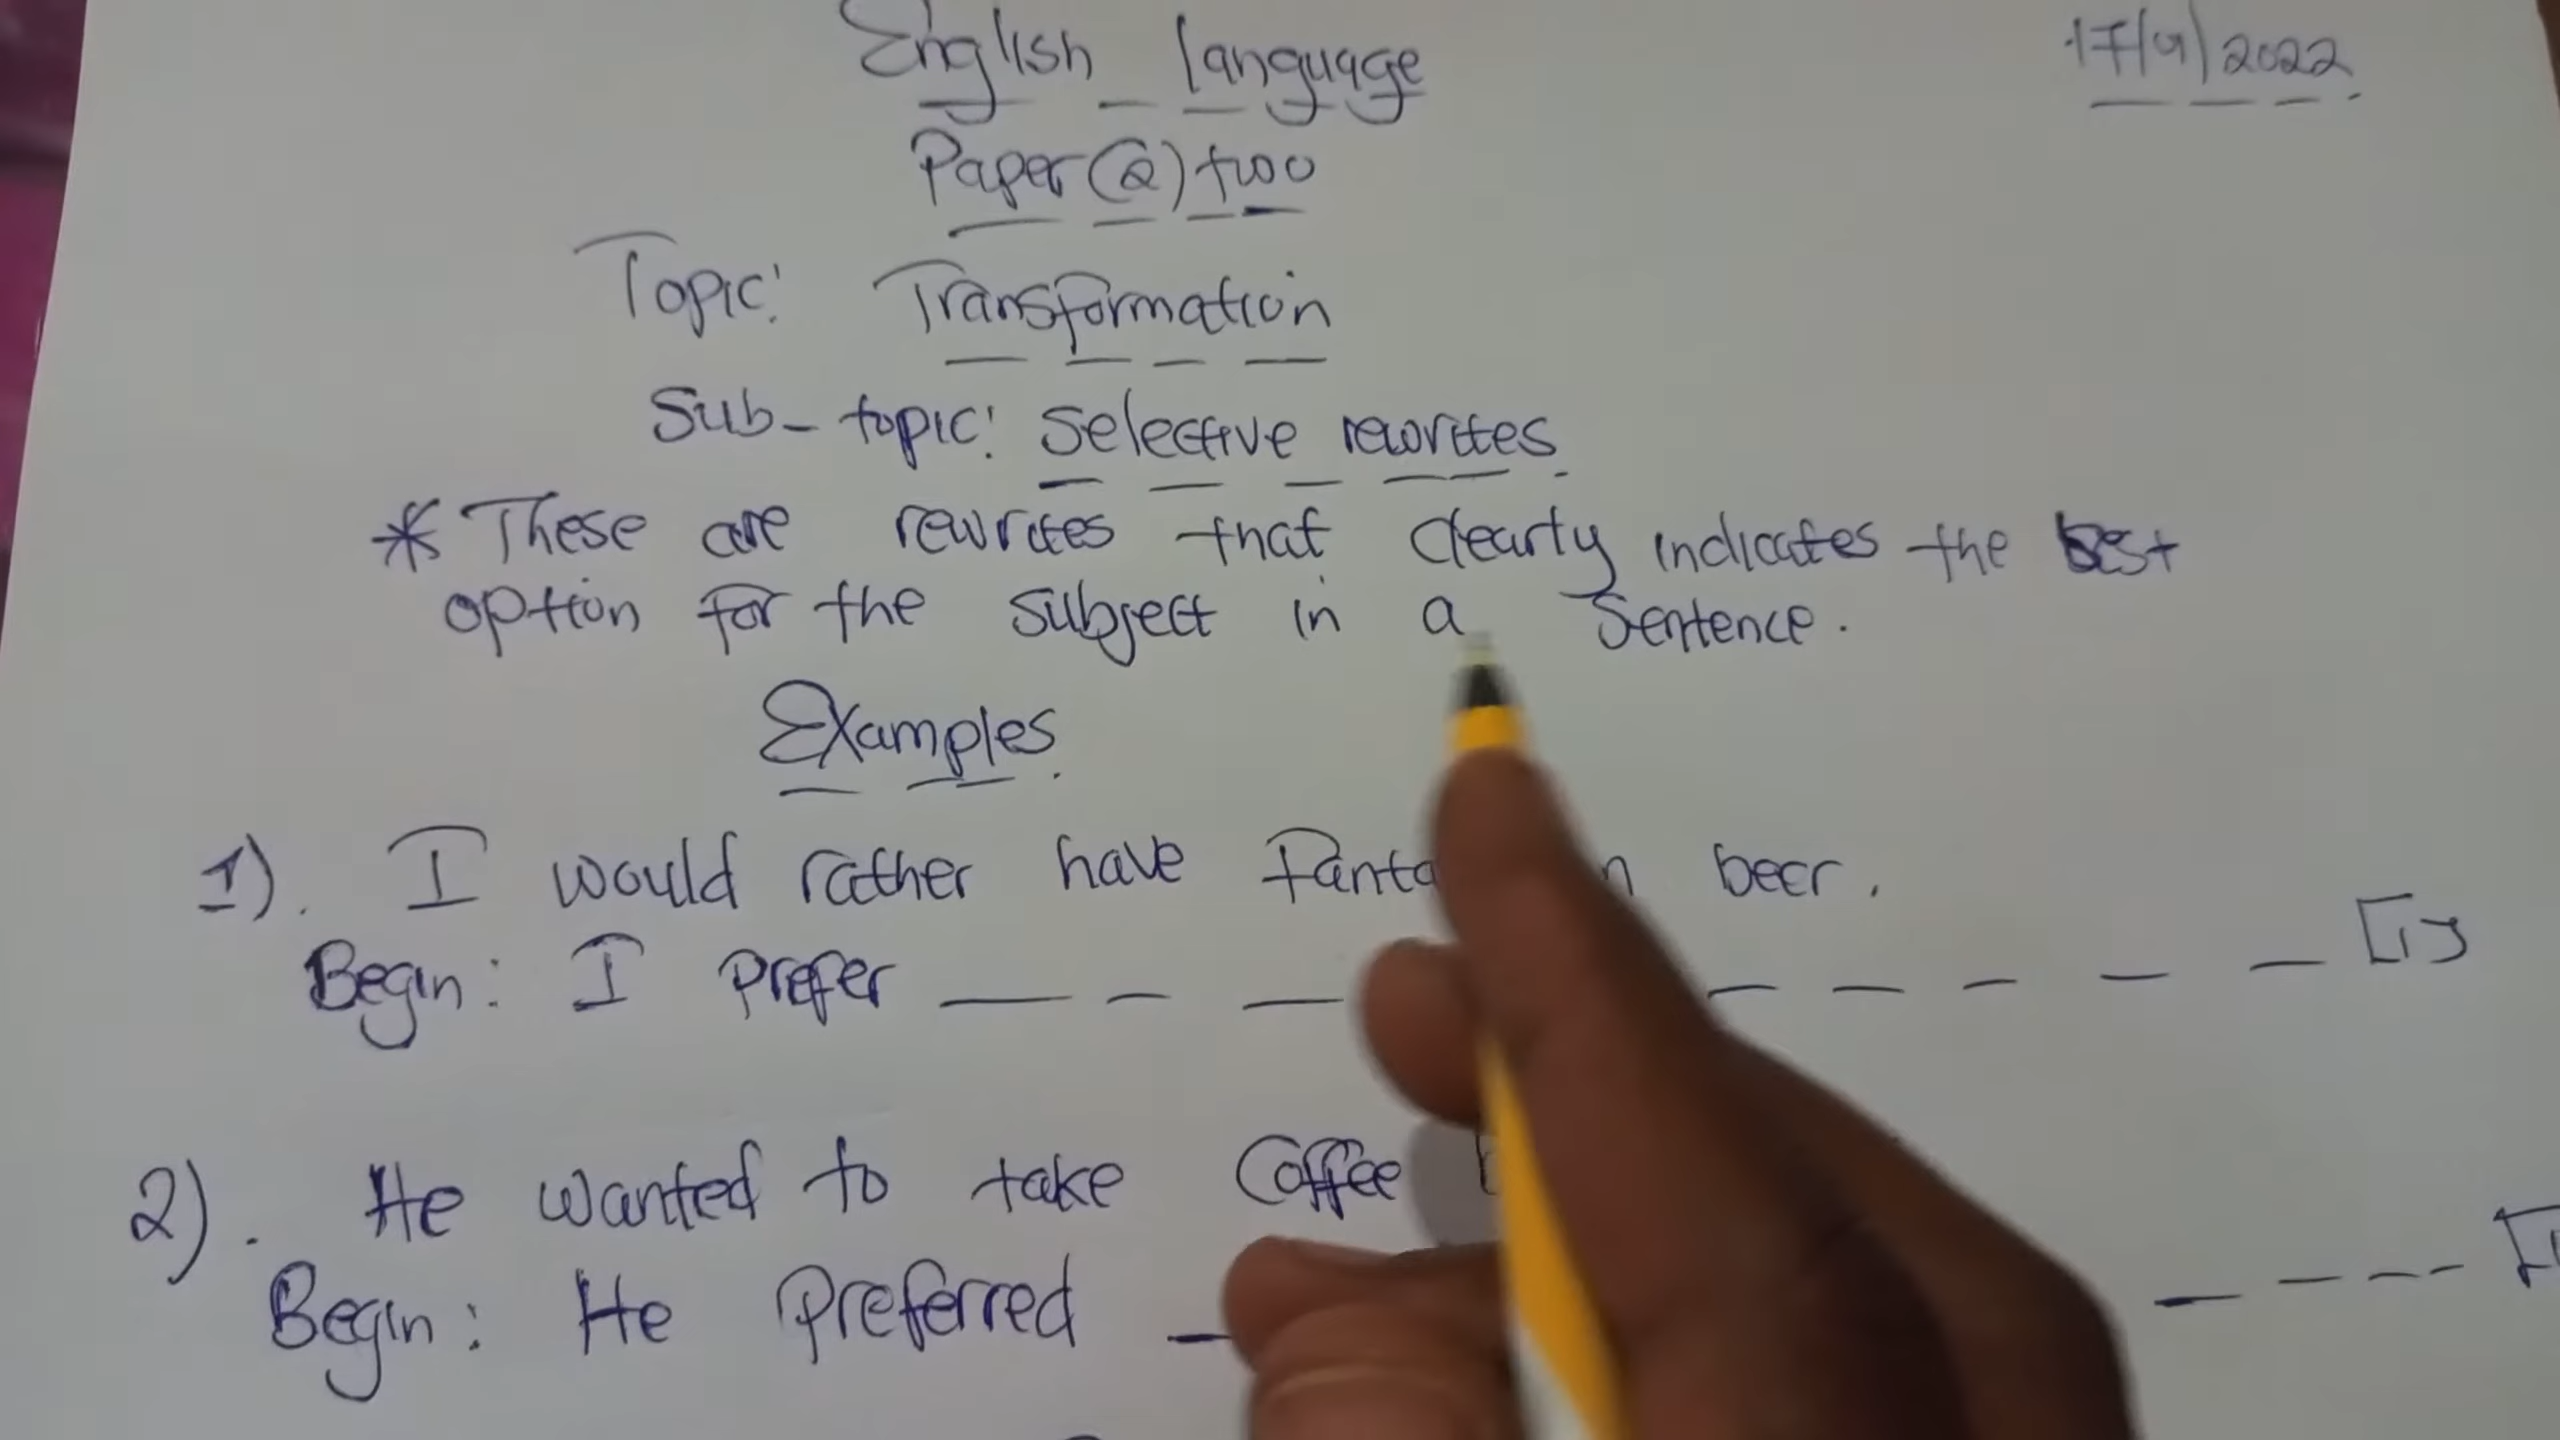 English language
17/9/2022
Paper (2) two
Topic: Transformation
Sub-topic: Selective rewrites.
* These are rewrites that clearly indicates the best
option for the subject in a sentence.
Examples.
1). I would rather have Fanta beer.
Begin: I prefer _ _ _ _ _ _ _ _ [1]
2). He wanted to take Coffee
Begin: He preferred _ _ _ _ _